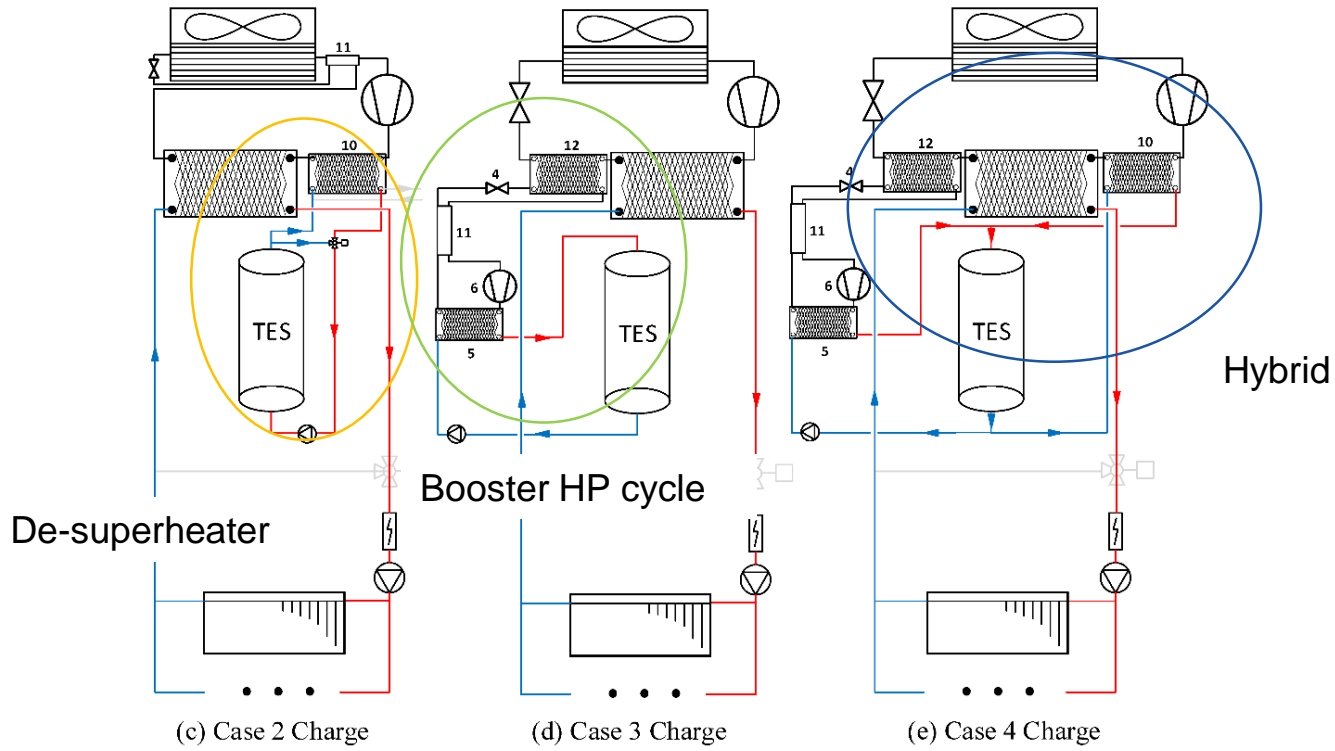 11
10
TES
De-superheater
(c) Case 2 Charge
12
4
11
6
5
TES
Booster HP cycle
(d) Case 3 Charge
12
10
4
11
6
5
TES
Hybrid
(e) Case 4 Charge